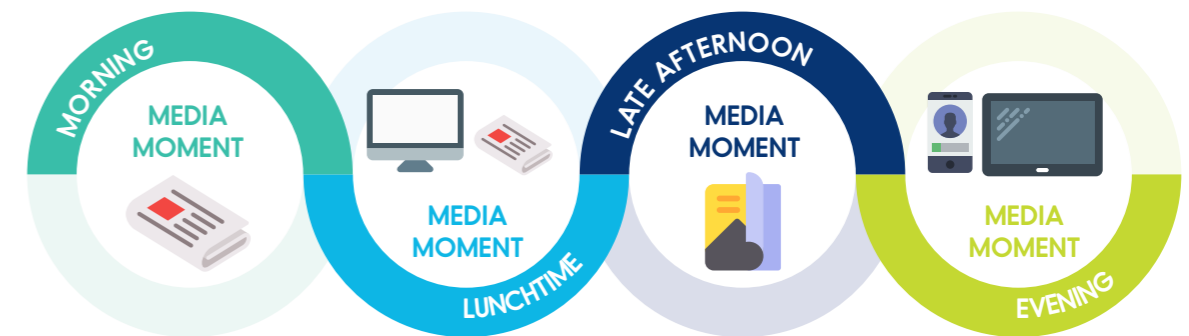 MORNING
MEDIA
MOMENT
MEDIA
MOMENT
LUNCHTIME
LATE AFTERNOON
MEDIA
MOMENT
MEDIA
MOMENT
EVENING